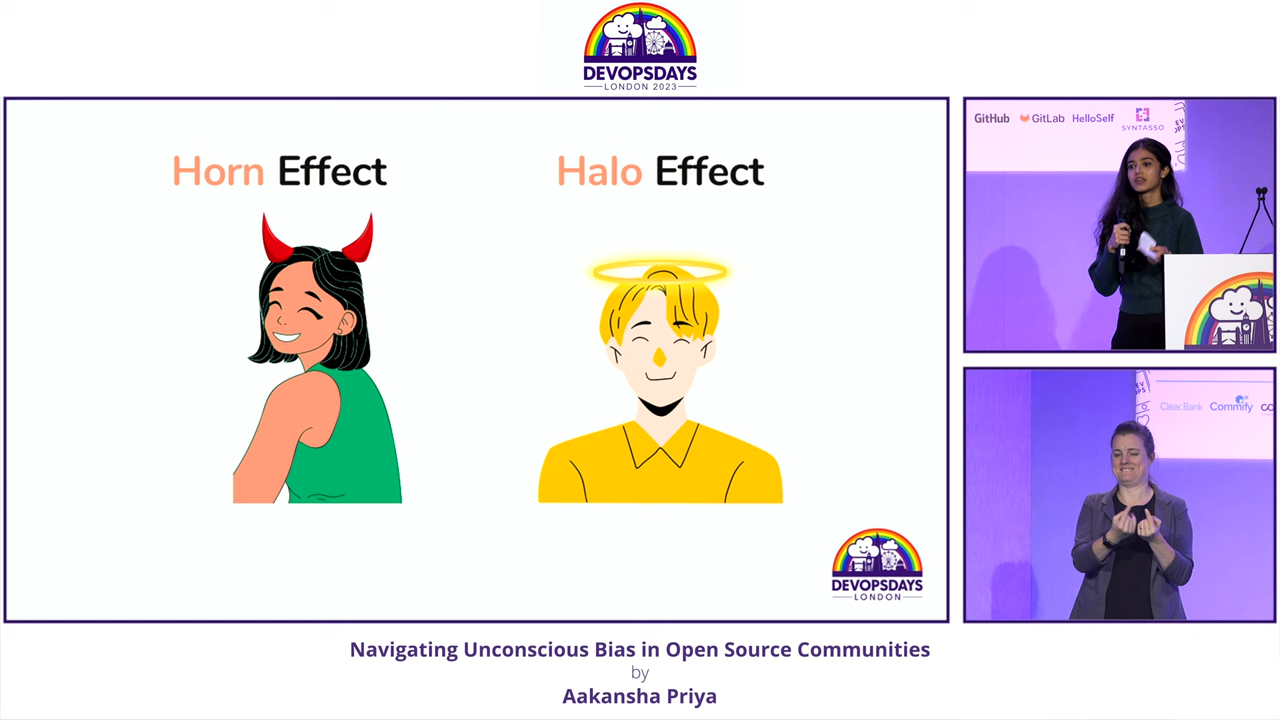 DEVOPSDAYS
LONDON 2023
Horn Effect
Halo Effect
DEVOPSDAYS
LONDON
GitHub
GitLab
HelloSelf
SYNTASSO
Clear.Bank
Commify
Navigating Unconscious Bias in Open Source Communities
by
Aakansha Priya